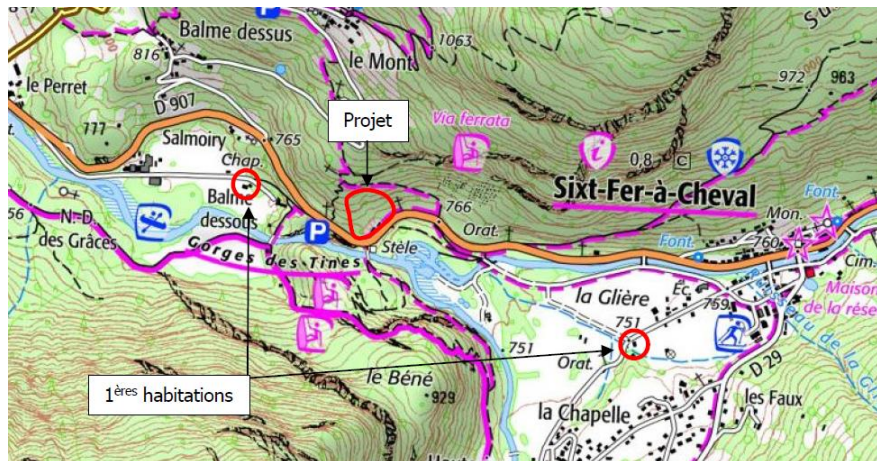 Balme dessus
1063
816
le Mont
le Perret
D 907
Projet
Via ferrata
972
963
777
Salmoiry
765
Chap.
0,8
C
Sixt-Fer-à-Cheval
Balme
dessous
766
Font.
Mon.
P
Orat.
Font.
760
N.-D.
des Grâces
Stèle
Cim.
Gorges des Tines
la Glière
Éc.
759
Maison
de la rése
751
751
Orat.
D 29
1ères habitations
le Béné
929
la Chapelle
les Faux